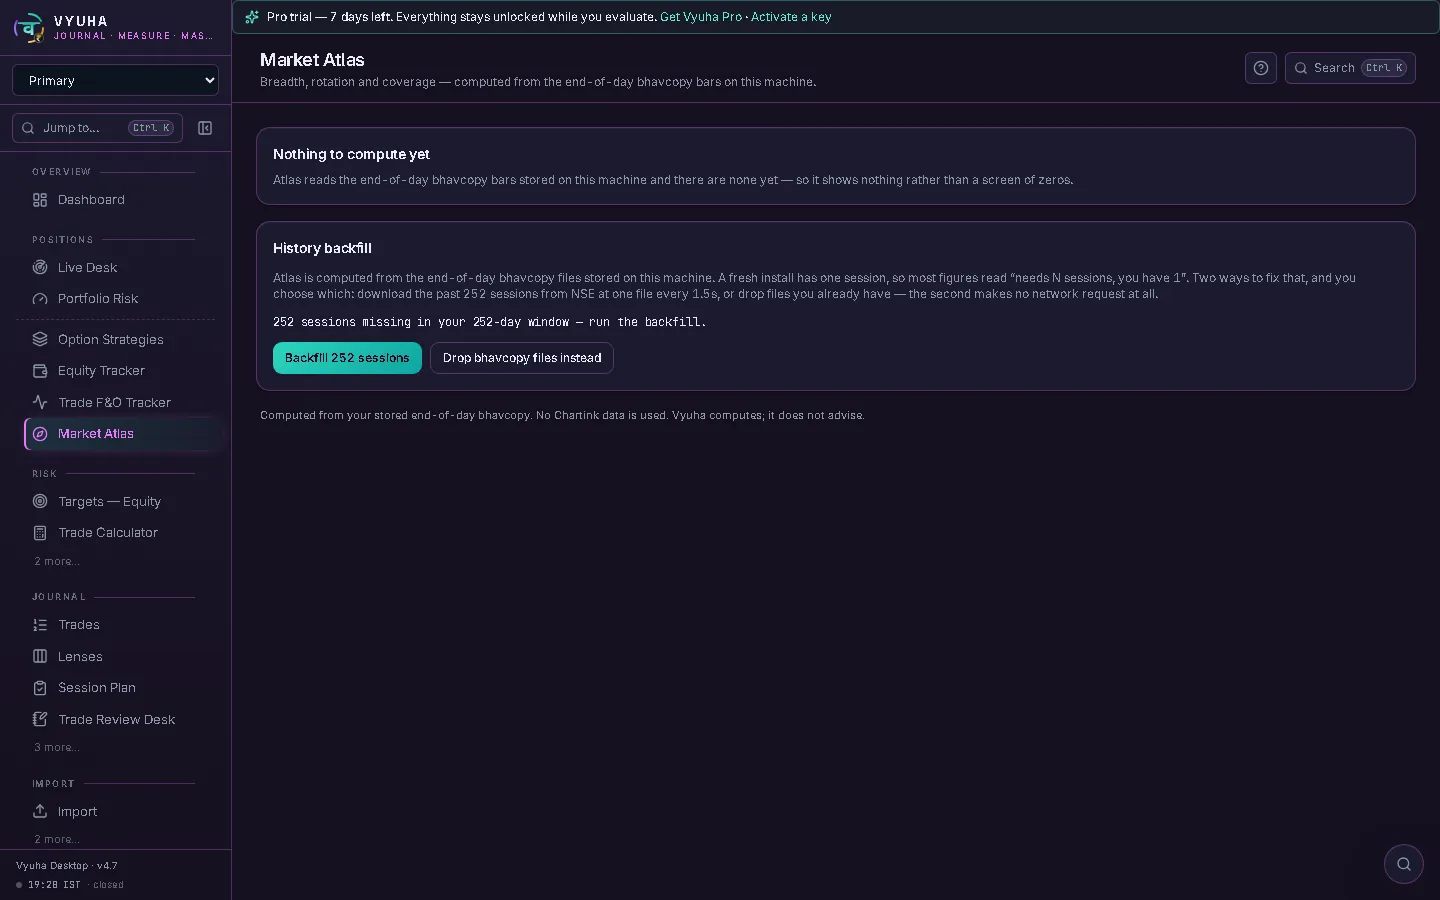 VYUHA
JOURNAL · MEASURE · MAS...
Primary
Jump to... Ctrl K
OVERVIEW
Dashboard
POSITIONS
Live Desk
Portfolio Risk
Option Strategies
Equity Tracker
Trade F&O Tracker
Market Atlas
RISK
Targets — Equity
Trade Calculator
2 more...
JOURNAL
Trades
Lenses
Session Plan
Trade Review Desk
3 more...
IMPORT
Import
2 more...
Vyuha Desktop · v4.7
19:28 IST · closed
Pro trial — 7 days left. Everything stays unlocked while you evaluate. Get Vyuha Pro · Activate a key
Market Atlas
Breadth, rotation and coverage — computed from the end-of-day bhavcopy bars on this machine.
Search Ctrl K
Nothing to compute yet
Atlas reads the end-of-day bhavcopy bars stored on this machine and there are none yet — so it shows nothing rather than a screen of zeros.
History backfill
Atlas is computed from the end-of-day bhavcopy files stored on this machine. A fresh install has one session, so most figures read “needs N sessions, you have 1”. Two ways to fix that, and you
choose which: download the past 252 sessions from NSE at one file every 1.5s, or drop files you already have — the second makes no network request at all.
252 sessions missing in your 252-day window — run the backfill.
Backfill 252 sessions
Drop bhavcopy files instead
Computed from your stored end-of-day bhavcopy. No Chartink data is used. Vyuha computes; it does not advise.